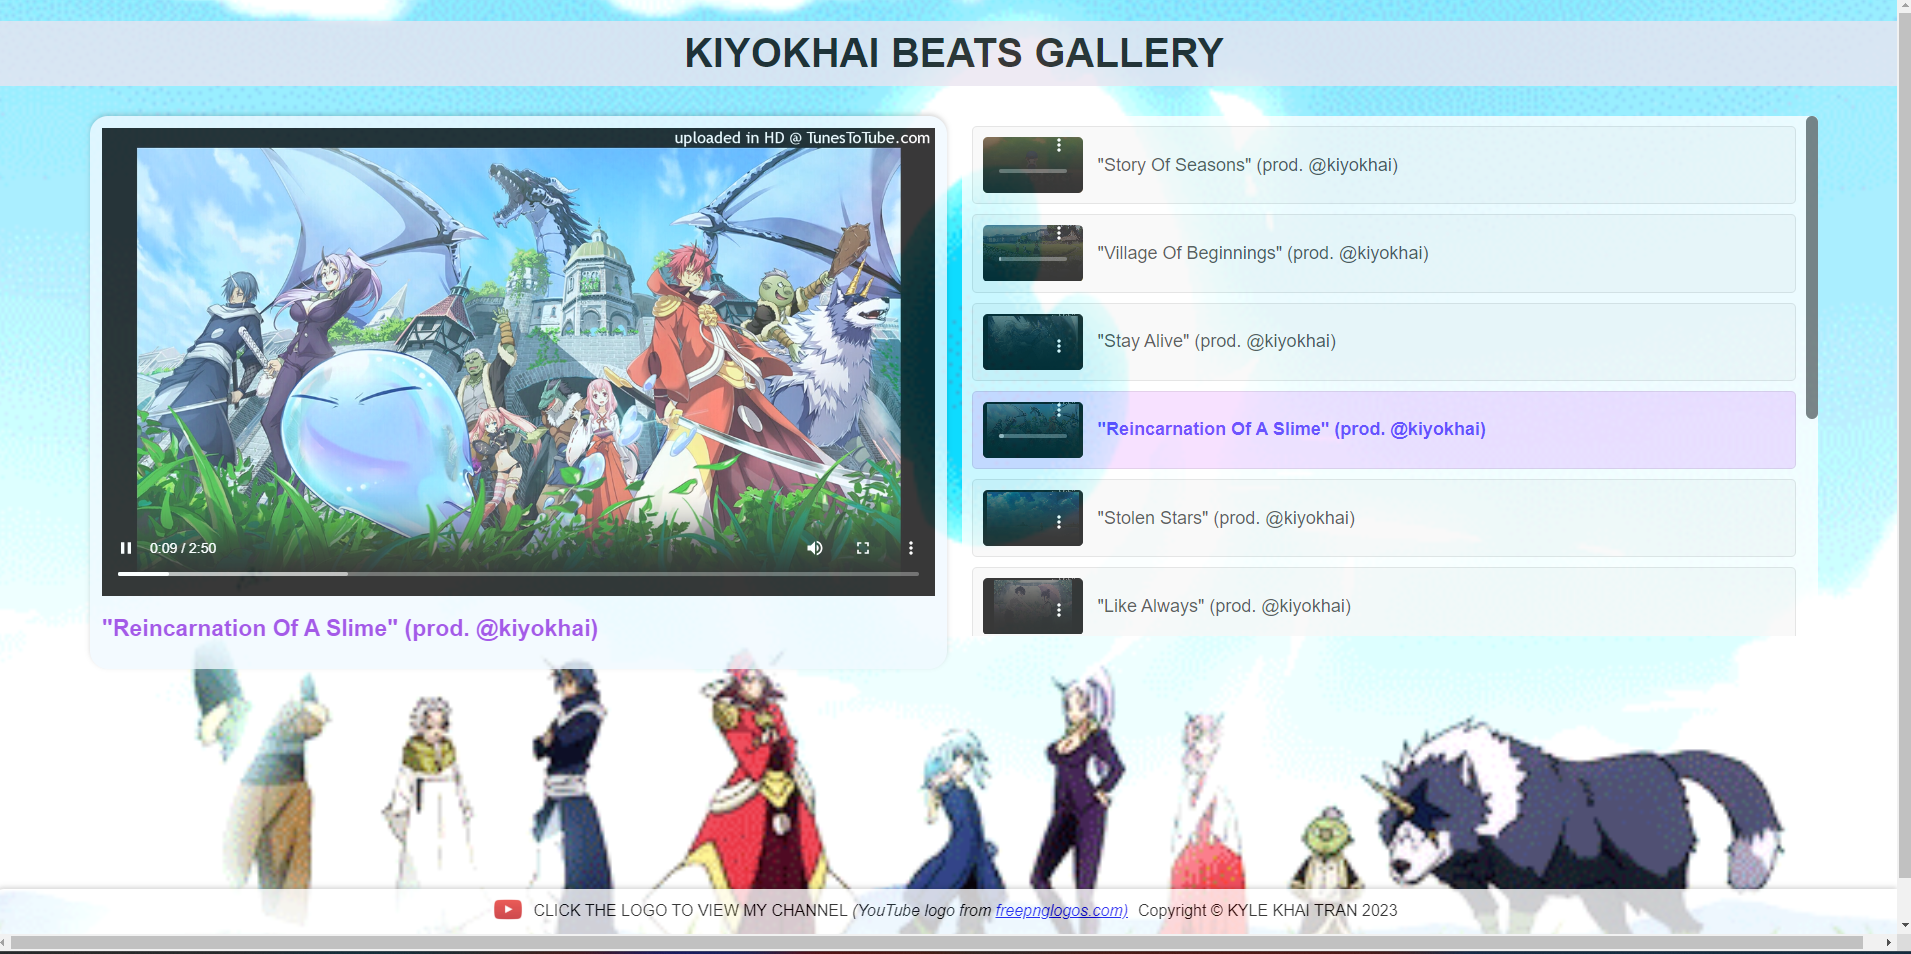 KIYOKHAI BEATS GALLERY
uploaded in HD @ TunesToTube.com
0:09 / 2:50
"Reincarnation Of A Slime" (prod. @kiyokhai)
"Story Of Seasons" (prod. @kiyokhai)
"Village Of Beginnings" (prod. @kiyokhai)
"Stay Alive" (prod. @kiyokhai)
"Reincarnation Of A Slime" (prod. @kiyokhai)
"Stolen Stars" (prod. @kiyokhai)
"Like Always" (prod. @kiyokhai)
CLICK THE LOGO TO VIEW MY CHANNEL (YouTube logo from freepnglogos.com) Copyright © KYLE KHAI TRAN 2023